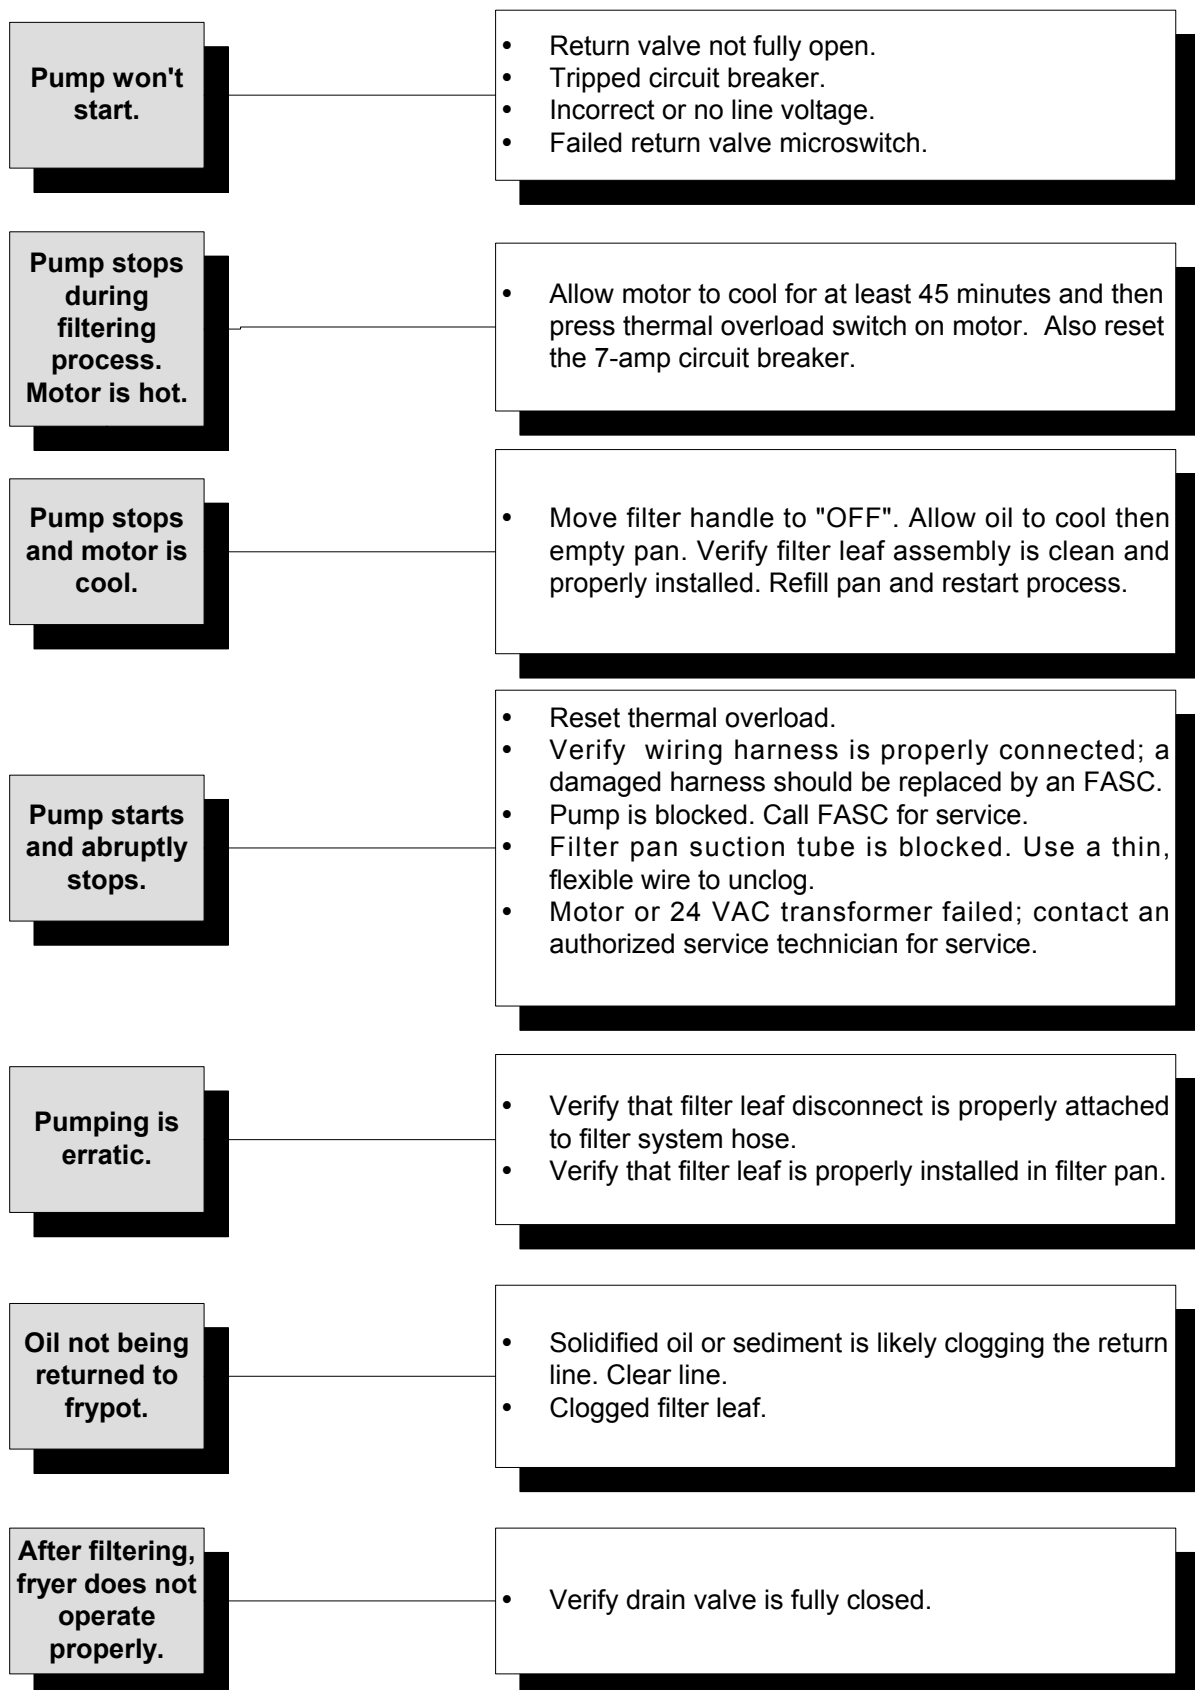 Pump won't
start.
• Return valve not fully open.
• Tripped circuit breaker.
• Incorrect or no line voltage.
• Failed return valve microswitch.
Pump stops
during
filtering
process.
Motor is hot.
• Allow motor to cool for at least 45 minutes and then
press thermal overload switch on motor.  Also reset
the 7-amp circuit breaker.
Pump stops
and motor is
cool.
• Move filter handle to "OFF". Allow oil to cool then
empty pan. Verify filter leaf assembly is clean and
properly installed. Refill pan and restart process.
Pump starts
and abruptly
stops.
• Reset thermal overload.
• Verify  wiring harness is properly connected; a
damaged harness should be replaced by an FASC.
• Pump is blocked. Call FASC for service.
• Filter pan suction tube is blocked. Use a thin,
flexible wire to unclog.
• Motor or 24 VAC transformer failed; contact an
authorized service technician for service.
Pumping is
erratic.
• Verify that filter leaf disconnect is properly attached
to filter system hose.
• Verify that filter leaf is properly installed in filter pan.
Oil not being
returned to
frypot.
• Solidified oil or sediment is likely clogging the return
line. Clear line.
• Clogged filter leaf.
After filtering,
fryer does not
operate
properly.
• Verify drain valve is fully closed.